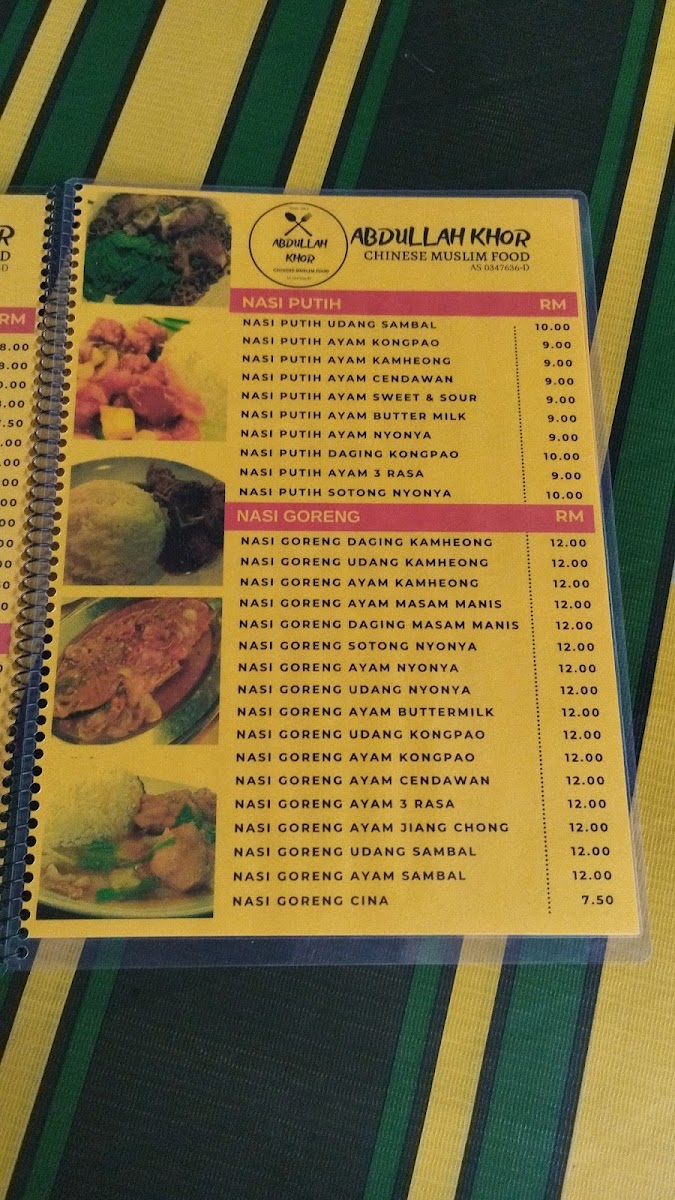 R
D
-D
RM
8.00
8.00
0.00
7.50
ABDULLAH
KHOR
CHINESE MUSLIM FOOD
ABDULLAH KHOR
CHINESE MUSLIM FOOD
AS 0347636-D
NASI PUTIH RM
NASI PUTIH UDANG SAMBAL 10.00
NASI PUTIH AYAM KONGPAO 9.00
NASI PUTIH AYAM KAMHEONG 9.00
NASI PUTIH AYAM CENDAWAN 9.00
NASI PUTIH AYAM SWEET & SOUR 9.00
NASI PUTIH AYAM BUTTER MILK 9.00
NASI PUTIH AYAM NYONYA 9.00
NASI PUTIH DAGING KONGPAO 10.00
NASI PUTIH AYAM 3 RASA 9.00
NASI PUTIH SOTONG NYONYA 10.00
NASI GORENG RM
NASI GORENG DAGING KAMHEONG 12.00
NASI GORENG UDANG KAMHEONG 12.00
NASI GORENG AYAM KAMHEONG 12.00
NASI GORENG AYAM MASAM MANIS 12.00
NASI GORENG DAGING MASAM MANIS 12.00
NASI GORENG SOTONG NYONYA 12.00
NASI GORENG AYAM NYONYA 12.00
NASI GORENG UDANG NYONYA 12.00
NASI GORENG AYAM BUTTERMILK 12.00
NASI GORENG UDANG KONGPAO 12.00
NASI GORENG AYAM KONGPAO 12.00
NASI GORENG AYAM CENDAWAN 12.00
NASI GORENG AYAM 3 RASA 12.00
NASI GORENG AYAM JIANG CHONG 12.00
NASI GORENG UDANG SAMBAL 12.00
NASI GORENG AYAM SAMBAL 12.00
NASI GORENG CINA 7.50